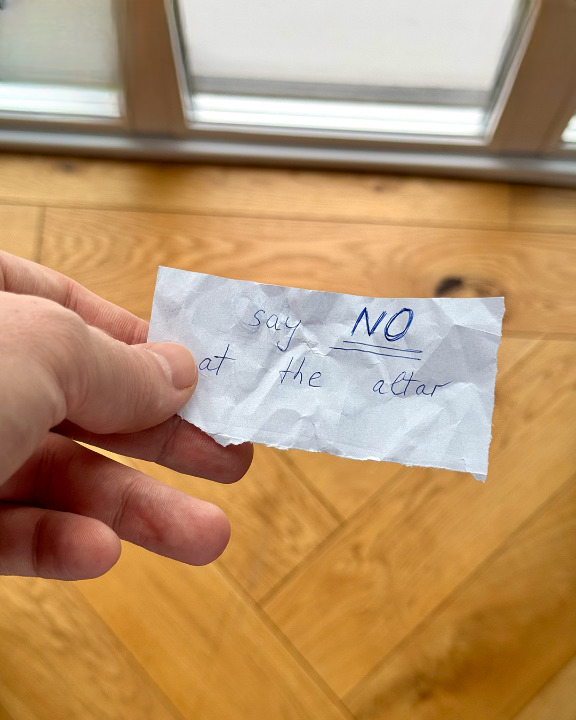 say NO
at the altar